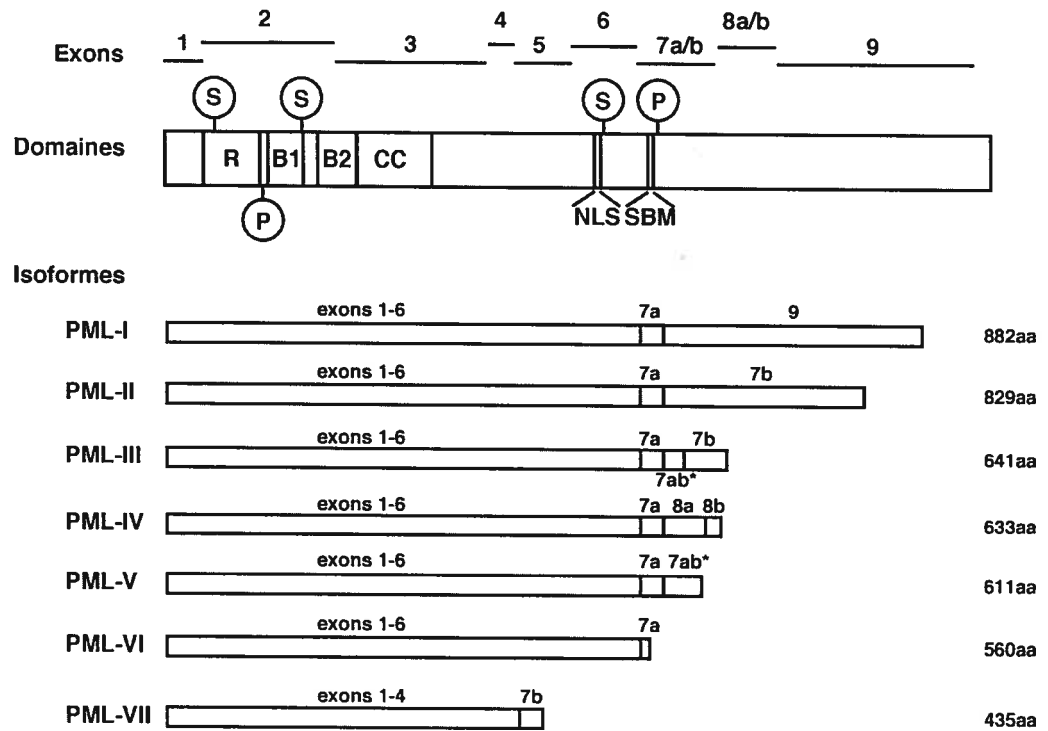 Exons 1 2 3 4 5 6 7a/b 8a/b 9
S S S P
Domaines R B1 B2 CC
P NLS SBM
Isoformes
exons 1-6 7a 9
PML-I 882aa
exons 1-6 7a 7b
PML-II 829aa
exons 1-6 7a 7b
PML-III 641aa
7ab*
exons 1-6 7a 8a 8b
PML-IV 633aa
exons 1-6 7a 7ab*
PML-V 611aa
exons 1-6 7a
PML-VI 560aa
exons 1-4 7b
PML-VII 435aa